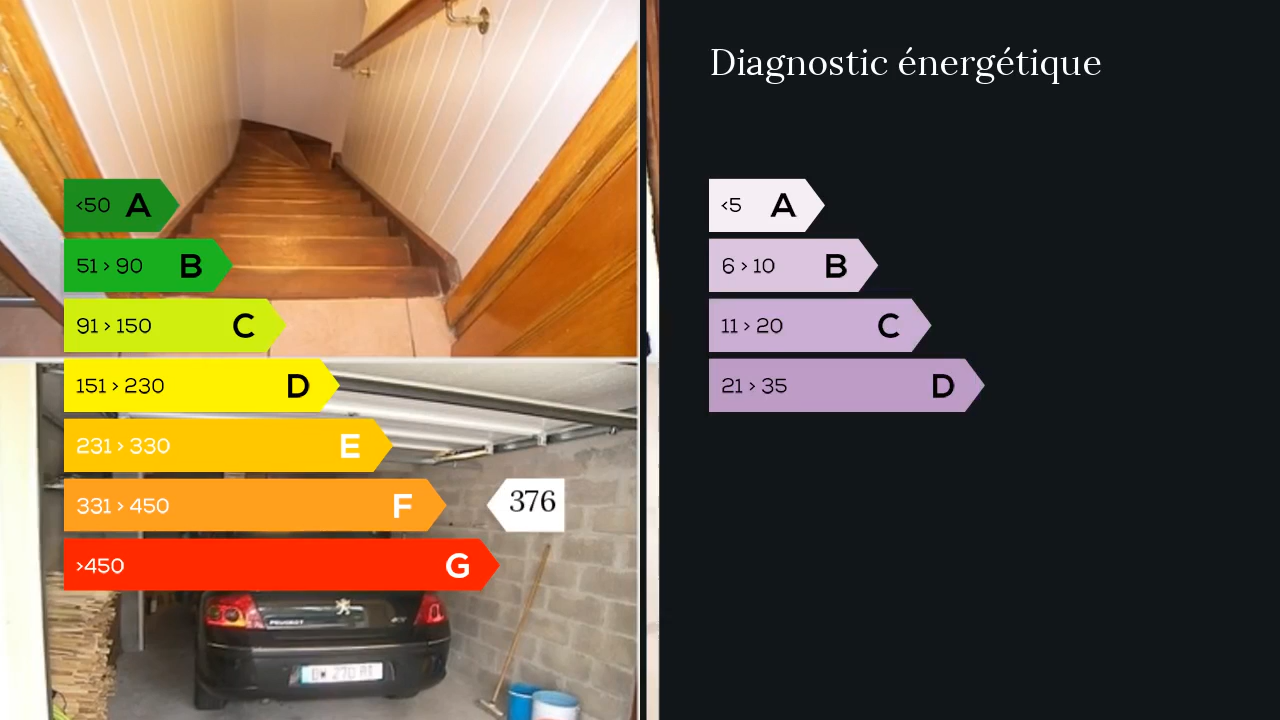 Diagnostic énergétique
<50 A
51 > 90 B
91 > 150 C
151 > 230 D
231 > 330 E
331 > 450 F
376
>450 G
<5 A
6 > 10 B
11 > 20 C
21 > 35 D
PEUGEOT